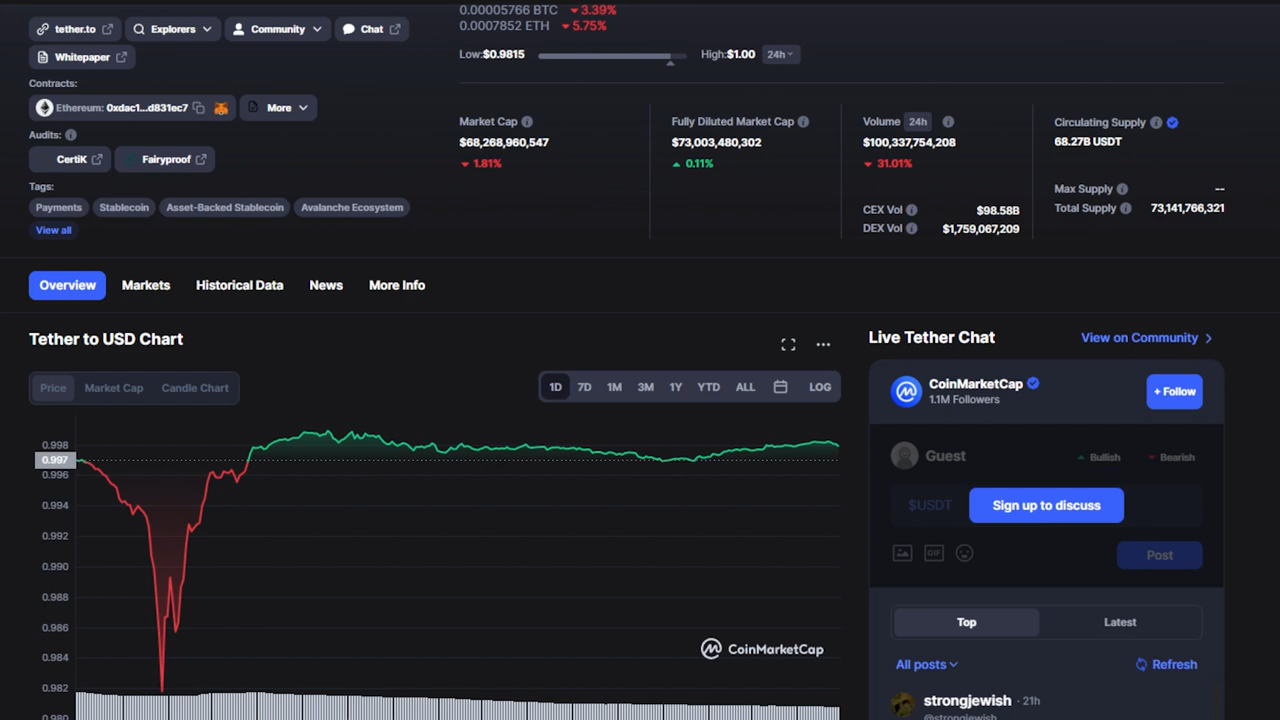 0.00005766 BTC 3.39%
tether.to Explorers Community Chat
0.0007852 ETH 5.75%
Whitepaper
Low:$0.9815 High:$1.00 24h
Contracts:
Ethereum: 0xdac1...d831ec7 More
Audits:
CertiK Fairyproof
Tags:
Payments Stablecoin Asset-Backed Stablecoin Avalanche Ecosystem
View all
Market Cap
$68,268,960,547
1.81%
Fully Diluted Market Cap
$73,003,480,302
0.11%
Volume 24h
$100,337,754,208
31.01%
CEX Vol $98.58B
DEX Vol $1,759,067,209
Circulating Supply
68.27B USDT
Max Supply --
Total Supply 73,141,766,321
Overview Markets Historical Data News More Info
Tether to USD Chart
Price Market Cap Candle Chart
1D 7D 1M 3M 1Y YTD ALL LOG
0.998
0.997
0.996
0.994
0.992
0.990
0.988
0.986
0.984
0.982
0.980
CoinMarketCap
Live Tether Chat View on Community
CoinMarketCap
1.1M Followers
+ Follow
Guest Bullish Bearish
$USDT Sign up to discuss
GIF Post
Top Latest
All posts Refresh
strongjewish · 21h
@strongjewish